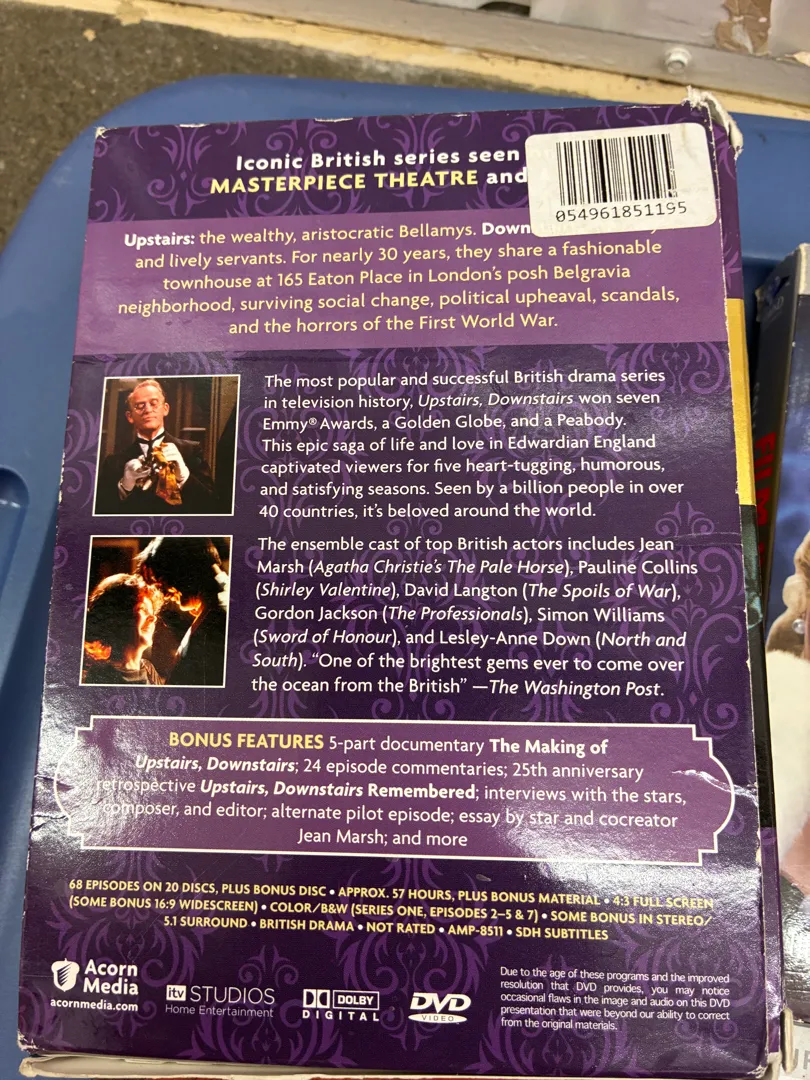 Iconic British series seen
MASTERPIECE THEATRE and
054961851195
Upstairs: the wealthy, aristocratic Bellamys.
and lively servants. For nearly 30 years, they share a fashionable
townhouse at 165 Eaton Place in London's posh Belgravia
neighborhood, surviving social change, political upheaval, scandals,
and the horrors of the First World War.
The most popular and successful British drama series
in television history, Upstairs, Downstairs won seven
Emmy® Awards, a Golden Globe, and a Peabody.
This epic saga of life and love in Edwardian England
captivated viewers for five heart-tugging, humorous,
and satisfying seasons. Seen by a billion people in over
40 countries, it's beloved around the world.
The ensemble cast of top British actors includes Jean
Marsh (Agatha Christie's The Pale Horse), Pauline Collins
(Shirley Valentine), David Langton (The Spoils of War),
Gordon Jackson (The Professionals), Simon Williams
(Sword of Honour), and Lesley-Anne Down (North and
South). "One of the brightest gems ever to come over
the ocean from the British" —The Washington Post.
BONUS FEATURES 5-part documentary The Making of
Upstairs, Downstairs; 24 episode commentaries; 25th anniversary
retrospective Upstairs, Downstairs Remembered; interviews with the stars,
composer, and editor; alternate pilot episode; essay by star and cocreator
Jean Marsh; and more
68 EPISODES ON 20 DISCS, PLUS BONUS DISC • APPROX. 57 HOURS, PLUS BONUS MATERIAL • 4:3 FULL SCREEN
(SOME BONUS 16:9 WIDESCREEN) • COLOR/B&W (SERIES ONE, EPISODES 2–5 & 7) • SOME BONUS IN STEREO/
5.1 SURROUND • BRITISH DRAMA • NOT RATED • AMP-8511 • SDH SUBTITLES
Acorn
Media
acornmedia.com
itv STUDIOS
Home Entertainment
DOLBY
DIGITAL
DVD
VIDEO
Due to the age of these programs and the improved
resolution that DVD provides, you may notice
occasional flaws in the image and audio on this DVD
presentation that were beyond our ability to correct
from the original materials.
FILM